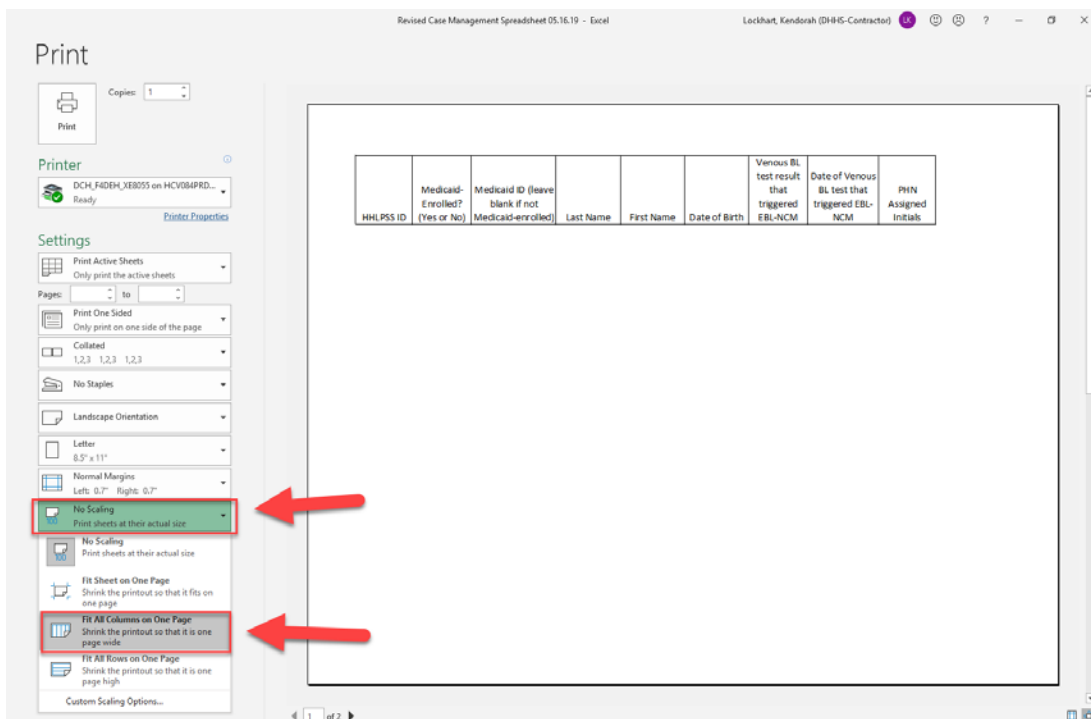 Revised Case Management Spreadsheet 05.16.19 - Excel
Lockhart, Kendorah (DHHS-Contractor) LK ?
Print
Copies: 1
Print
Printer
DCH_F4DEH_XE8055 on HCV084PRD...
Ready
Printer Properties
Settings
Print Active Sheets
Only print the active sheets
Pages: to
Print One Sided
Only print on one side of the page
Collated
1,2,3 1,2,3 1,2,3
No Staples
Landscape Orientation
Letter
8.5" x 11"
Normal Margins
Left: 0.7" Right: 0.7"
No Scaling
Print sheets at their actual size
No Scaling
Print sheets at their actual size
Fit Sheet on One Page
Shrink the printout so that it fits on
one page
Fit All Columns on One Page
Shrink the printout so that it is one
page wide
Fit All Rows on One Page
Shrink the printout so that it is one
page high
Custom Scaling Options...
HHLPSS ID
Medicaid-
Enrolled?
(Yes or No)
Medicaid ID (leave
blank if not
Medicaid-enrolled)
Last Name
First Name
Date of Birth
Venous BL
test result
that
triggered
EBL-NCM
Date of Venous
BL test that
triggered EBL-
NCM
PHN
Assigned
Initials
1 of 2